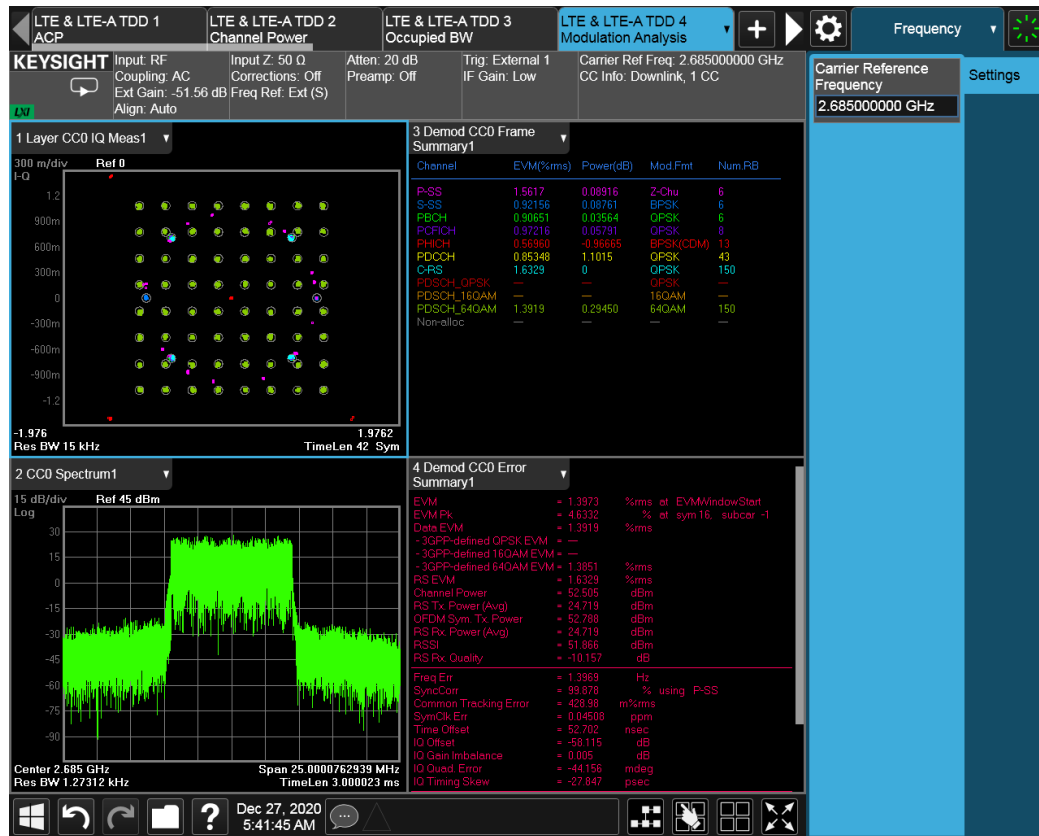 LTE & LTE-A TDD 1
ACP
LTE & LTE-A TDD 2
Channel Power
LTE & LTE-A TDD 3
Occupied BW
LTE & LTE-A TDD 4
Modulation Analysis
Frequency
KEYSIGHT
LXI
Input: RF
Coupling: AC
Ext Gain: -51.56 dB
Align: Auto
Input Z: 50 Ω
Corrections: Off
Freq Ref: Ext (S)
Atten: 20 dB
Preamp: Off
Trig: External 1
IF Gain: Low
Carrier Ref Freq: 2.685000000 GHz
CC Info: Downlink, 1 CC
Carrier Reference
Frequency
2.685000000 GHz
Settings
1 Layer CC0 IQ Meas1
300 m/div Ref 0
I-Q
1.2
900m
600m
300m
0
-300m
-600m
-900m
-1.2
-1.976 1.9762
Res BW 15 kHz TimeLen 42 Sym
3 Demod CC0 Frame
Summary1
Channel EVM(%rms) Power(dB) Mod.Fmt Num.RB
P-SS 1.5617 0.08916 Z-Chu 6
S-SS 0.92156 0.08761 BPSK 6
PBCH 0.90651 0.03564 QPSK 6
PCFICH 0.97216 0.05791 QPSK 8
PHICH 0.56960 -0.96665 BPSK(CDM) 13
PDCCH 0.85348 1.1015 QPSK 43
C-RS 1.6329 0 QPSK 150
PDSCH_QPSK — — QPSK —
PDSCH_16QAM — — 16QAM —
PDSCH_64QAM 1.3919 0.29450 64QAM 150
Non-alloc — — — —
2 CC0 Spectrum1
15 dB/div Ref 45 dBm
Log
30
15
0
-15
-30
-45
-60
-75
-90
Center 2.685 GHz Span 25.0000762939 MHz
Res BW 1.27312 kHz TimeLen 3.000023 ms
4 Demod CC0 Error
Summary1
EVM = 1.3973 %rms at EVMWindowStart
EVM Pk = 4.6332 % at sym 16, subcar -1
Data EVM = 1.3919 %rms
- 3GPP-defined QPSK EVM = —
- 3GPP-defined 16QAM EVM = —
- 3GPP-defined 64QAM EVM = 1.3851 %rms
RS EVM = 1.6329 %rms
Channel Power = 52.505 dBm
RS Tx. Power (Avg) = 24.719 dBm
OFDM Sym. Tx. Power = 52.798 dBm
RS Rx. Power (Avg) = 24.719 dBm
RSSI = 51.866 dBm
RS Rx. Quality = -10.157 dB
Freq Err = 1.3969 Hz
SyncCorr = 99.878 % using P-SS
Common Tracking Error = 428.98 m%rms
SymClk Err = 0.04508 ppm
Time Offset = 52.702 nsec
IQ Offset = -58.115 dB
IQ Gain Imbalance = 0.005 dB
IQ Quad. Error = -44.156 mdeg
IQ Timing Skew = -27.847 psec
?
Dec 27, 2020
5:41:45 AM